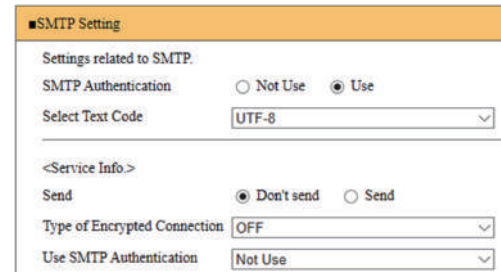 ■SMTP Setting
Settings related to SMTP.
SMTP Authentication Not Use Use
Select Text Code UTF-8
<Service Info.>
Send Don't send Send
Type of Encrypted Connection OFF
Use SMTP Authentication Not Use